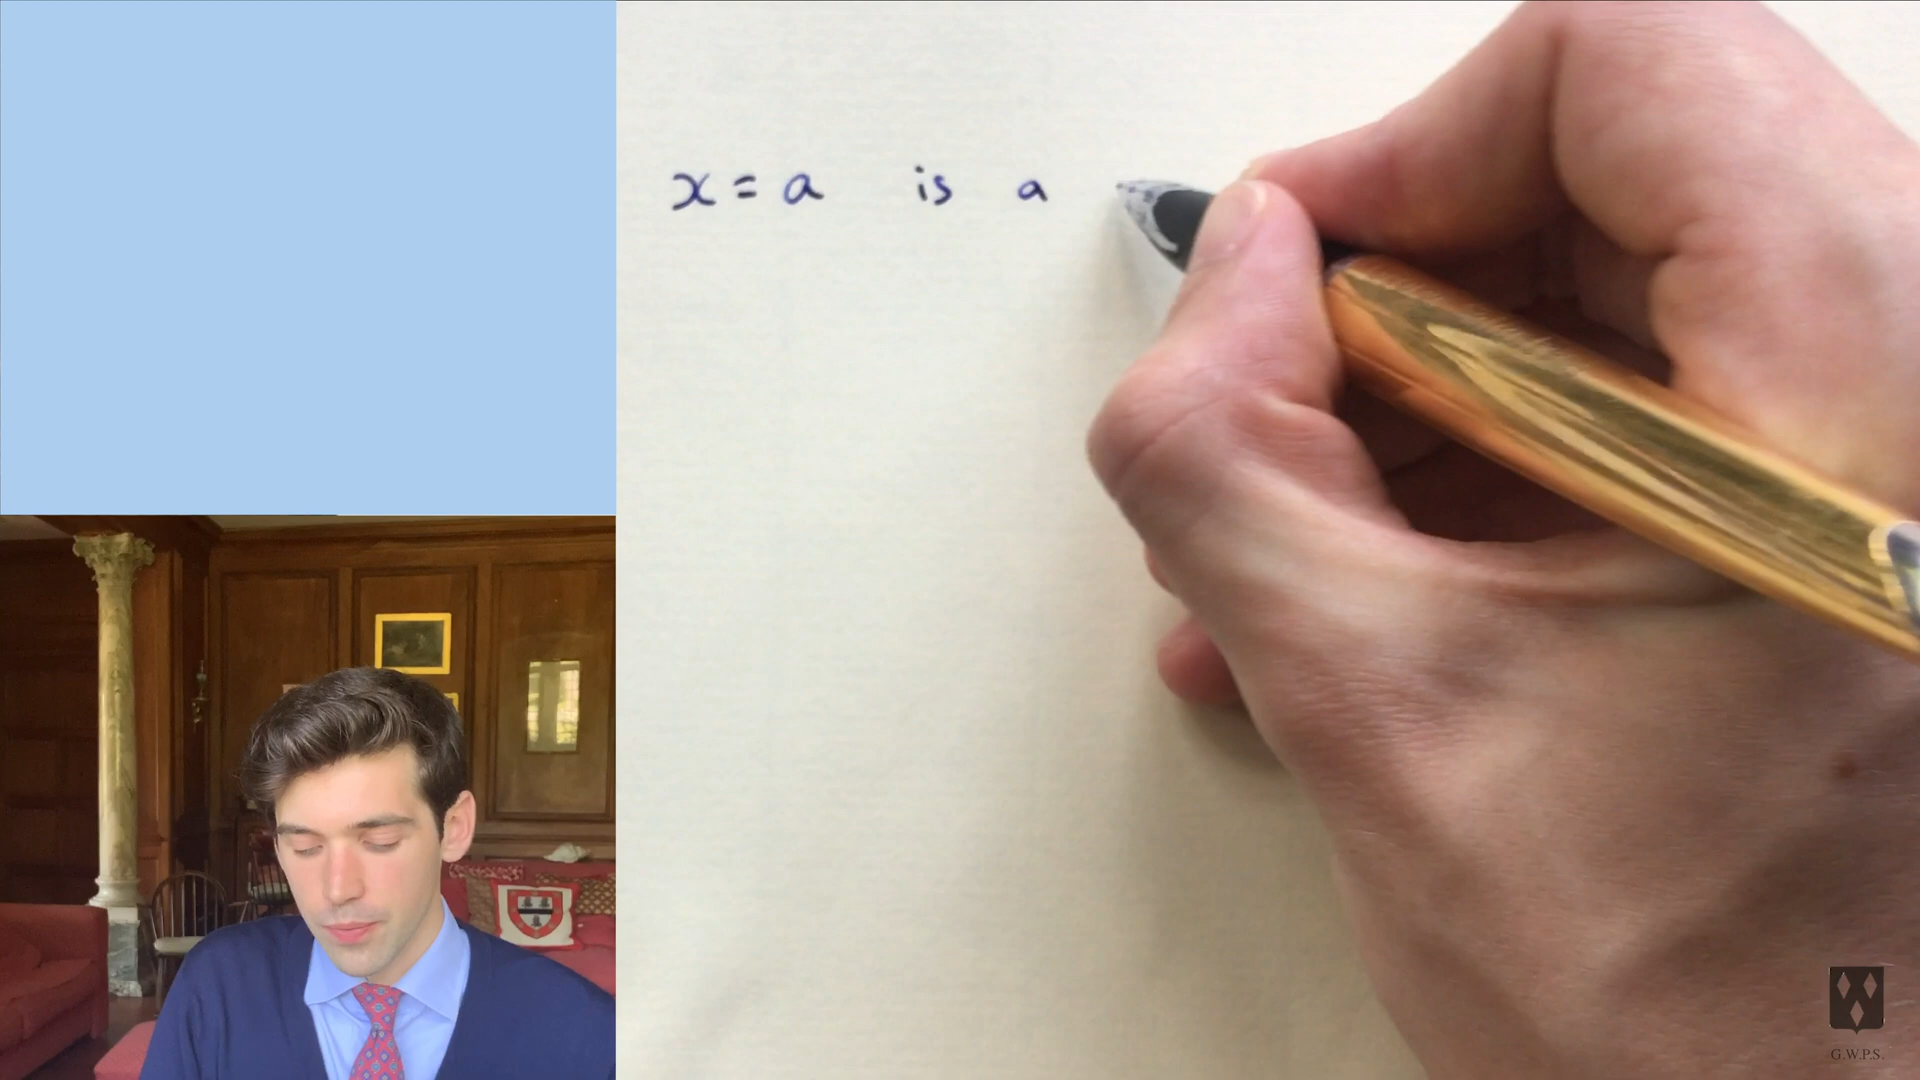 x = a is a
G.W.P.S.